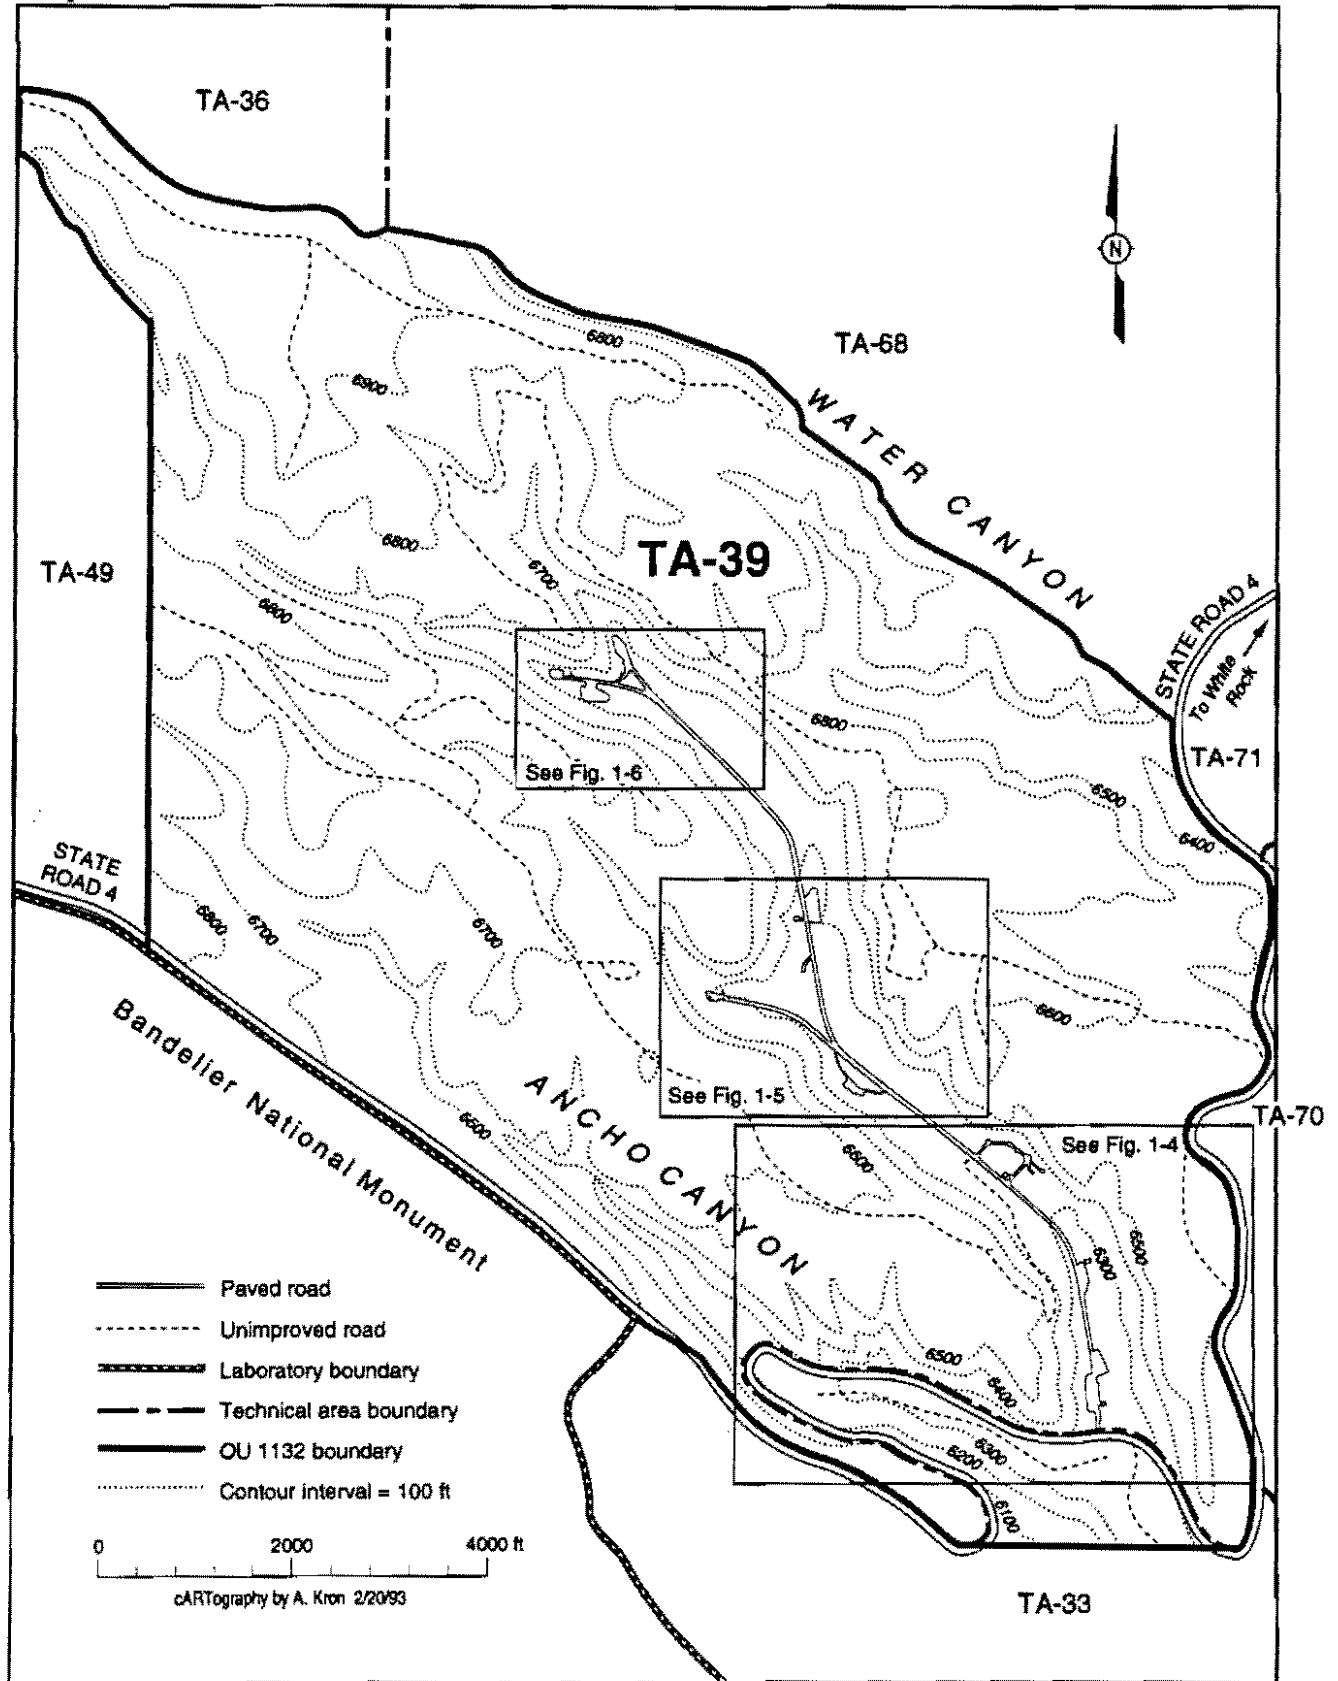 TA-36
N
TA-68
6800
6900
WATER CANYON
6800
TA-39
6700
TA-49
6800
STATE ROAD 4
To White
Rock
6800
TA-71
See Fig. 1-6
6500
6400
STATE
ROAD 4
6800
6700
6700
6600
Bandelier National Monument
ANCHO CANYON
See Fig. 1-5
6600
TA-70
See Fig. 1-4
6600
6500
6300
Paved road
Unimproved road
Laboratory boundary
Technical area boundary
OU 1132 boundary
Contour interval = 100 ft
6500
6400
6300
6200
6100
0 2000 4000 ft
cARTography by A. Kron 2/20/93
TA-33